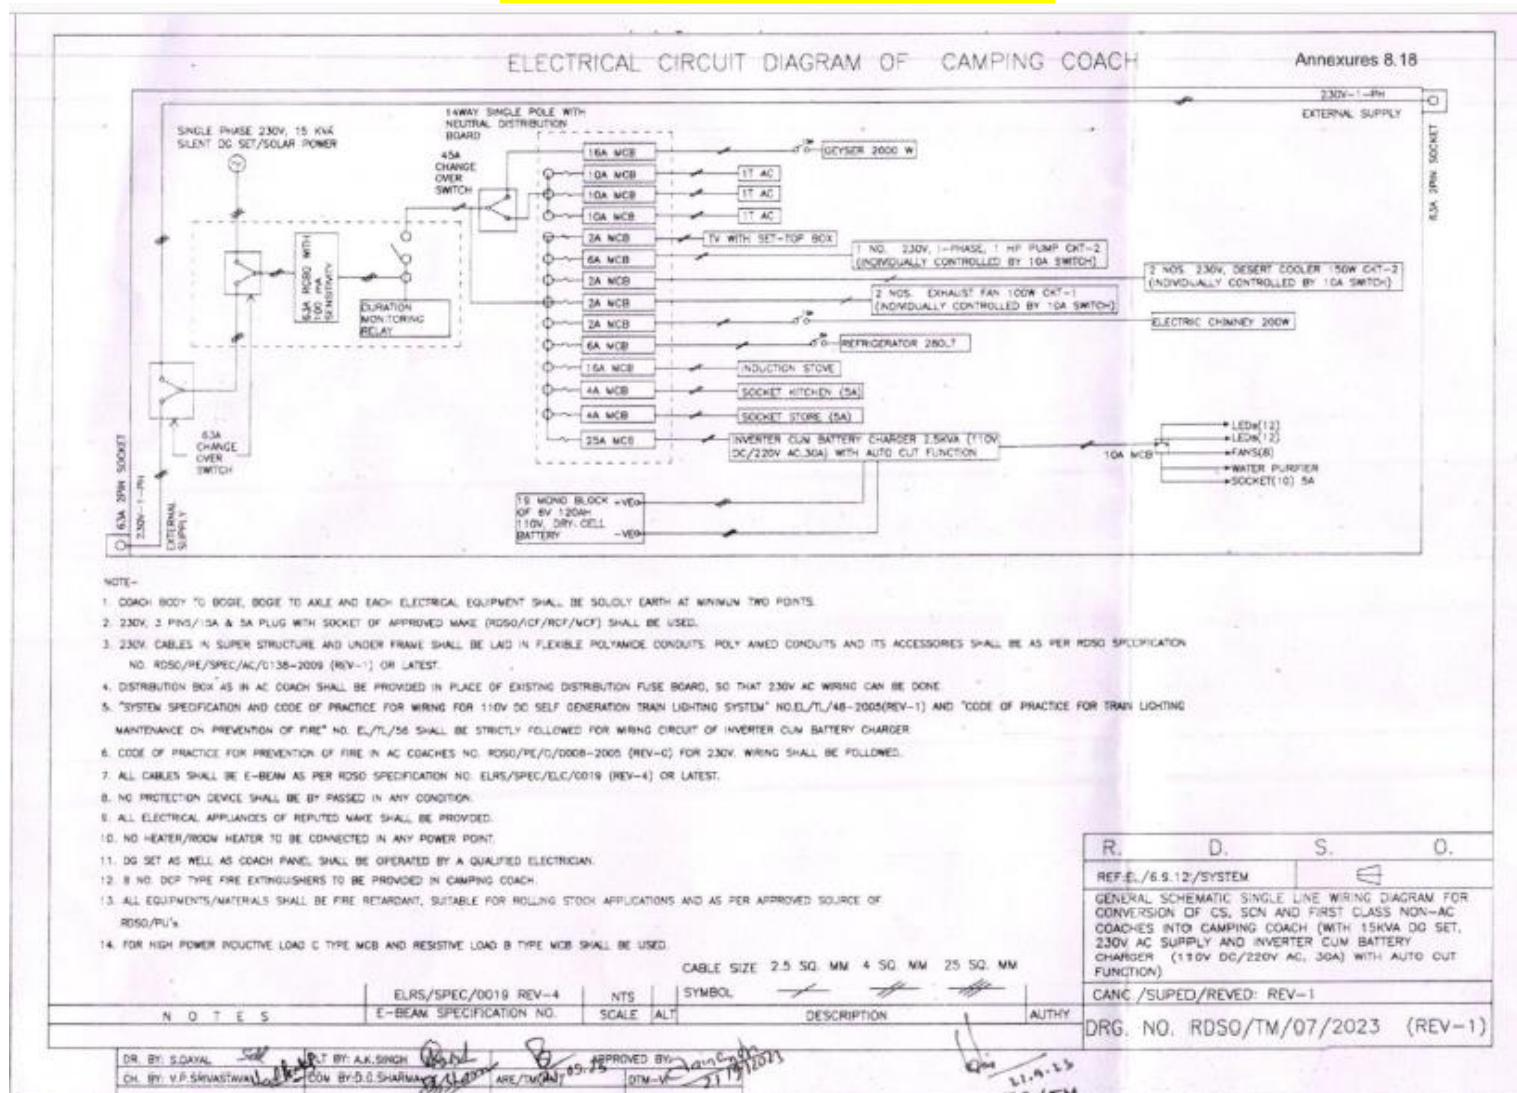 ELECTRICAL CIRCUIT DIAGRAM OF CAMPING COACH
Annexures 8.18
230V-1-PH
EXTERNAL SUPPLY
63A 2PIN SOCKET
SINGLE PHASE 230V, 15 KVA
SILENT DG SET/SOLAR POWER
14WAY SINGLE POLE WITH
NEUTRAL DISTRIBUTION
BOARD
45A
CHANGE
OVER
SWITCH
63A RDSO WITH
100 mA
SENSITIVITY
DURATION
MONITORING
RELAY
63A
CHANGE
OVER
SWITCH
63A 2PIN SOCKET
230V-1-PH
EXTERNAL
SUPPLY
16A MCB
GEYSER 2000 W
10A MCB
1T AC
10A MCB
1T AC
10A MCB
1T AC
2A MCB
TV WITH SET-TOP BOX
6A MCB
1 NO. 230V, 1-PHASE, 1 HP PUMP CKT-2
(INDIVIDUALLY CONTROLLED BY 10A SWITCH)
2A MCB
2 NOS. 230V, DESERT COOLER 150W CKT-2
(INDIVIDUALLY CONTROLLED BY 10A SWITCH)
2A MCB
2 NOS. EXHAUST FAN 100W CKT-1
(INDIVIDUALLY CONTROLLED BY 10A SWITCH)
2A MCB
ELECTRIC CHIMNEY 200W
6A MCB
REFRIGERATOR 280LT
16A MCB
INDUCTION STOVE
4A MCB
SOCKET KITCHEN (5A)
4A MCB
SOCKET STORE (5A)
25A MCB
INVERTER CUM BATTERY CHARGER 2.5KVA (110V
DC/220V AC,30A) WITH AUTO CUT FUNCTION
10A MCB
LEDs(12)
LEDs(12)
FANS(8)
WATER PURIFIER
SOCKET(10) 5A
19 MONO BLOCK -VE
OF 6V 120AH
110V, DRY CELL
BATTERY -VE
NOTE-
1. COACH BODY TO BOGIE, BOGIE TO AXLE AND EACH ELECTRICAL EQUIPMENT SHALL BE SOLIDLY EARTH AT MINIMUM TWO POINTS.
2. 230V, 3 PINS/15A & 5A PLUG WITH SOCKET OF APPROVED MAKE (RDSO/ICF/RCF/MCF) SHALL BE USED.
3. 230V CABLES IN SUPER STRUCTURE AND UNDER FRAME SHALL BE LAID IN FLEXIBLE POLYAMIDE CONDUITS. POLY AIMED CONDUITS AND ITS ACCESSORIES SHALL BE AS PER RDSO SPECIFICATION
NO. RDSO/PE/SPEC/AC/0138-2009 (REV-1) OR LATEST.
4. DISTRIBUTION BOX AS IN AC COACH SHALL BE PROVIDED IN PLACE OF EXISTING DISTRIBUTION FUSE BOARD, SO THAT 230V AC WIRING CAN BE DONE
5. "SYSTEM SPECIFICATION AND CODE OF PRACTICE FOR WIRING FOR 110V DC SELF GENERATION TRAIN LIGHTING SYSTEM" NO.EL/TL/48-2005(REV-1) AND "CODE OF PRACTICE FOR TRAIN LIGHTING
MAINTENANCE ON PREVENTION OF FIRE" NO. EL/TL/56 SHALL BE STRICTLY FOLLOWED FOR WIRING CIRCUIT OF INVERTER CUM BATTERY CHARGER
6. CODE OF PRACTICE FOR PREVENTION OF FIRE IN AC COACHES NO. RDSO/PE/O/0008-2005 (REV-0) FOR 230V. WIRING SHALL BE FOLLOWED.
7. ALL CABLES SHALL BE E-BEAM AS PER RDSO SPECIFICATION NO. ELRS/SPEC/ELC/0019 (REV-4) OR LATEST.
8. NO PROTECTION DEVICE SHALL BE BY PASSED IN ANY CONDITION.
9. ALL ELECTRICAL APPLIANCES OF REPUTED MAKE SHALL BE PROVIDED.
10. NO HEATER/ROOM HEATER TO BE CONNECTED IN ANY POWER POINT.
11. DG SET AS WELL AS COACH PANEL SHALL BE OPERATED BY A QUALIFIED ELECTRICIAN.
12. 8 NO. DCP TYPE FIRE EXTINGUISHERS TO BE PROVIDED IN CAMPING COACH.
13. ALL EQUIPMENTS/MATERIALS SHALL BE FIRE RETARDANT, SUITABLE FOR ROLLING STOCK APPLICATIONS AND AS PER APPROVED SOURCE OF
RDSO/PU's
14. FOR HIGH POWER INDUCTIVE LOAD C TYPE MCB AND RESISTIVE LOAD B TYPE MCB SHALL BE USED.
CABLE SIZE 2.5 SQ. MM 4 SQ. MM 25 SQ. MM
SYMBOL
ELRS/SPEC/0019 REV-4 NTS
NOTES E-BEAM SPECIFICATION NO. SCALE ALT DESCRIPTION AUTHY
R. D. S. O.
REF:EL/6.9.12/SYSTEM
GENERAL SCHEMATIC SINGLE LINE WIRING DIAGRAM FOR
CONVERSION OF CS, SCN AND FIRST CLASS NON-AC
COACHES INTO CAMPING COACH (WITH 15KVA DG SET,
230V AC SUPPLY AND INVERTER CUM BATTERY
CHARGER (110V DC/220V AC, 30A) WITH AUTO CUT
FUNCTION)
CANC /SUPED/REVED: REV-1
DRG. NO. RDSO/TM/07/2023 (REV-1)
DR. BY: S.DAYAL PLT BY: A.K.SINGH APPROVED BY:
CH. BY: V.P.SRIVASTAVA COM BY:D.C.SHARMA ARE/TM DTM-V
21/9/2023
21.9.23